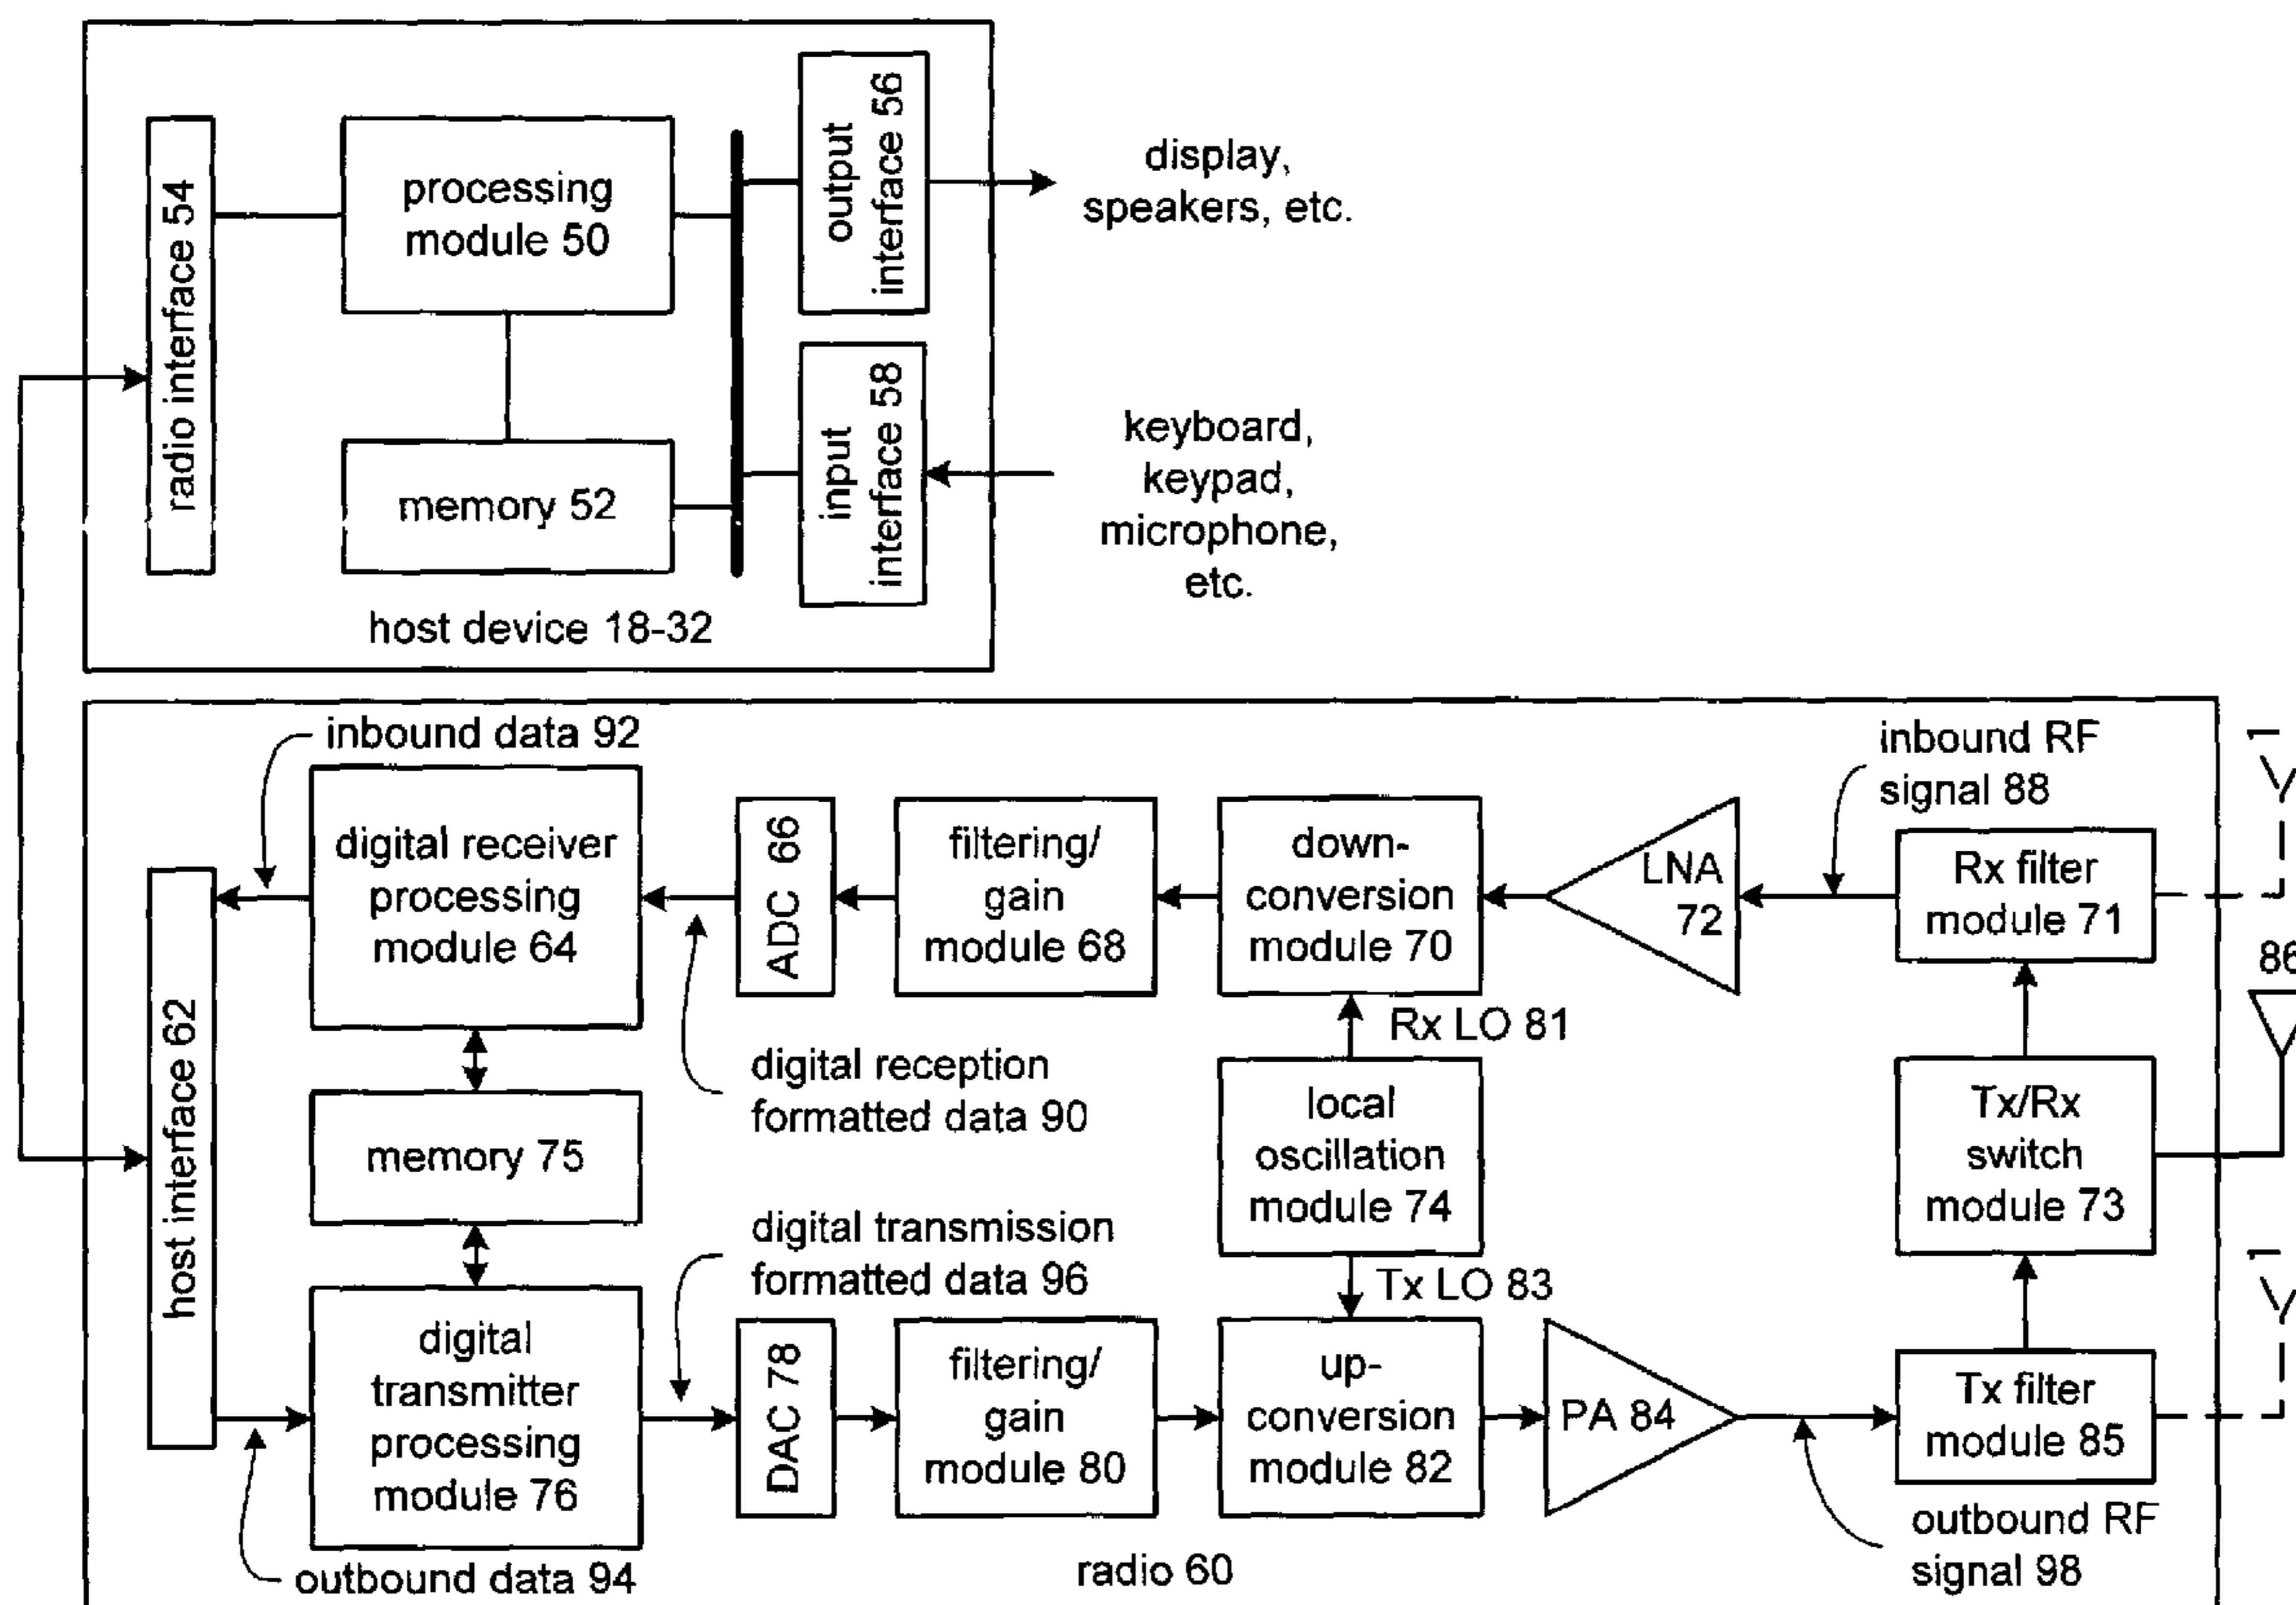 radio interface 54
processing
module 50
memory 52
output
interface 56
input
interface 58
display,
speakers, etc.
keyboard,
keypad,
microphone,
etc.
host device 18-32
inbound data 92
inbound RF
signal 88
host interface 62
digital receiver
processing
module 64
ADC 66
filtering/
gain
module 68
down-
conversion
module 70
LNA
72
Rx filter
module 71
86
Rx LO 81
digital reception
formatted data 90
memory 75
local
oscillation
module 74
Tx/Rx
switch
module 73
digital transmission
formatted data 96
Tx LO 83
digital
transmitter
processing
module 76
DAC 78
filtering/
gain
module 80
up-
conversion
module 82
PA 84
Tx filter
module 85
outbound data 94
radio 60
outbound RF
signal 98